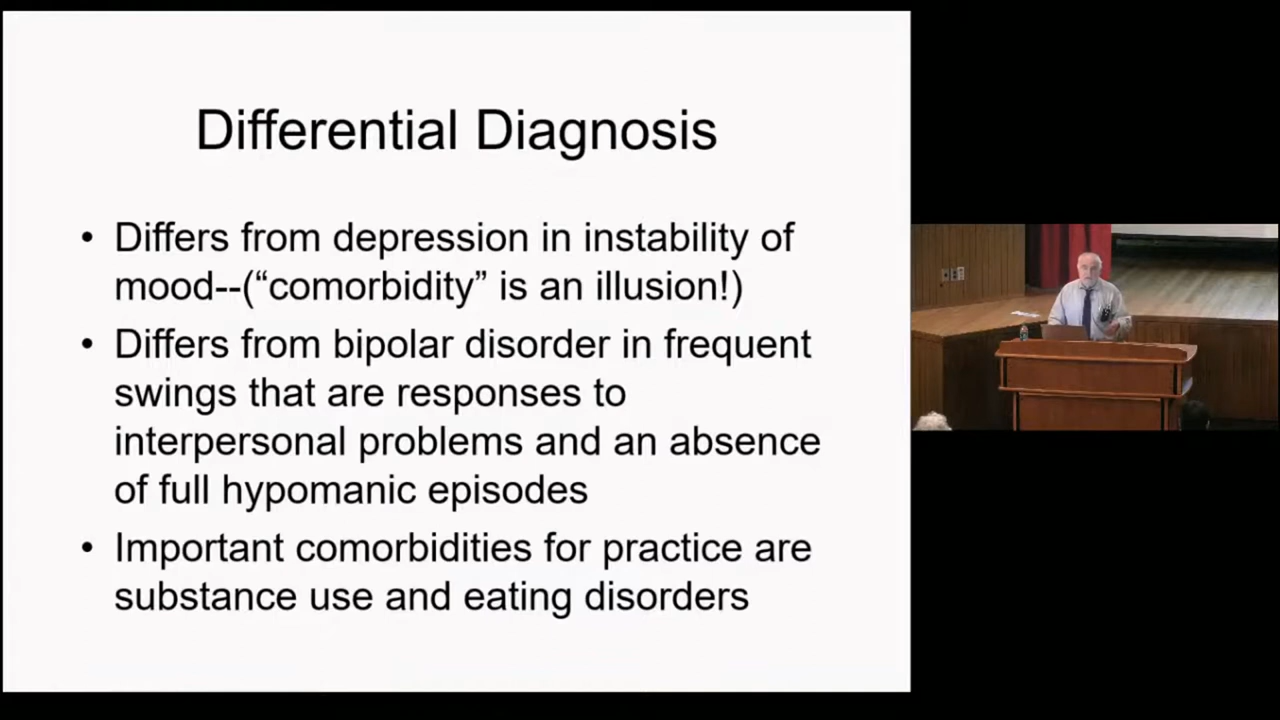 Differential Diagnosis
• Differs from depression in instability of
mood--(“comorbidity” is an illusion!)
• Differs from bipolar disorder in frequent
swings that are responses to
interpersonal problems and an absence
of full hypomanic episodes
• Important comorbidities for practice are
substance use and eating disorders